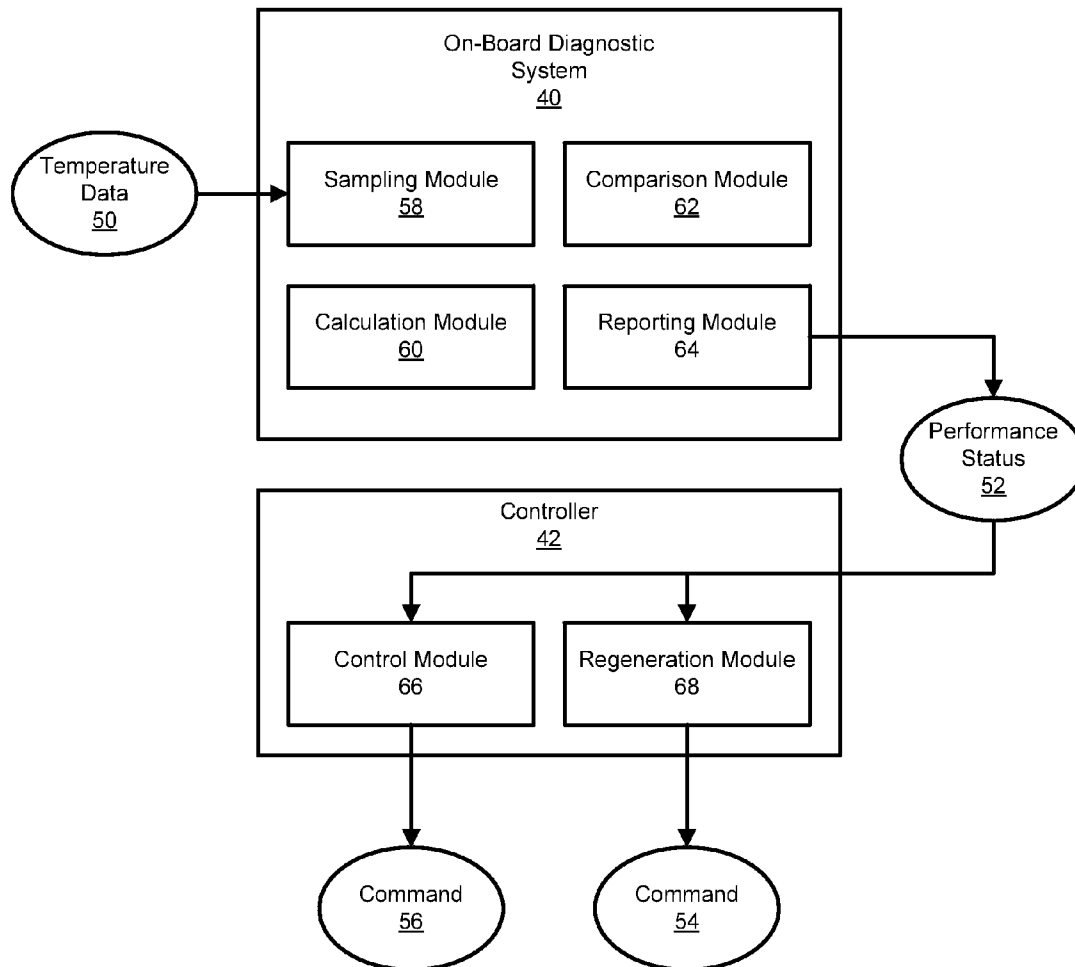 On-Board Diagnostic
System
40
Temperature
Data
50
Sampling Module
58
Comparison Module
62
Calculation Module
60
Reporting Module
64
Performance
Status
52
Controller
42
Control Module
66
Regeneration Module
68
Command
56
Command
54